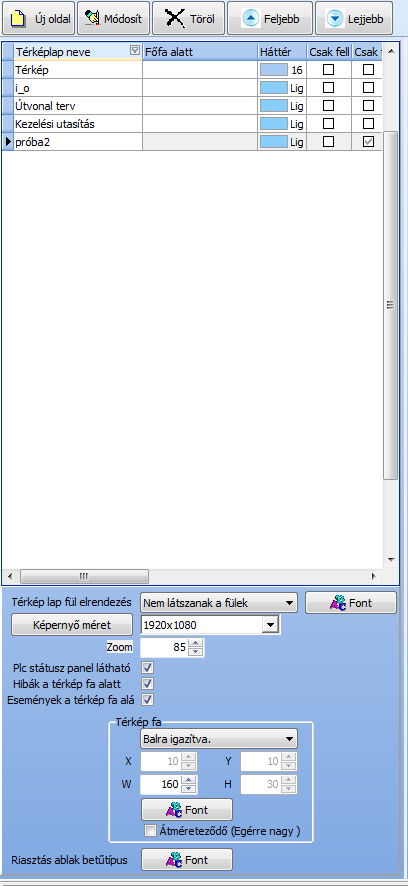 Új oldal Módosít Töröl Feljebb Lejjebb
Térképlap neve Főfa alatt Háttér Csak fell Csak
Térkép 16
i_o Lig
Útvonal terv Lig
Kezelési utasítás Lig
próba2 Lig
Térkép lap fül elrendezés Nem látszanak a fülek Font
Képernyő méret 1920x1080
Zoom 85
Plc státusz panel látható
Hibák a térkép fa alatt
Események a térkép fa alá
Térkép fa
Balra igazítva.
X 10 Y 10
W 160 H 30
Font
Átméreteződő (Egérre nagy )
Riasztás ablak betűtípus Font